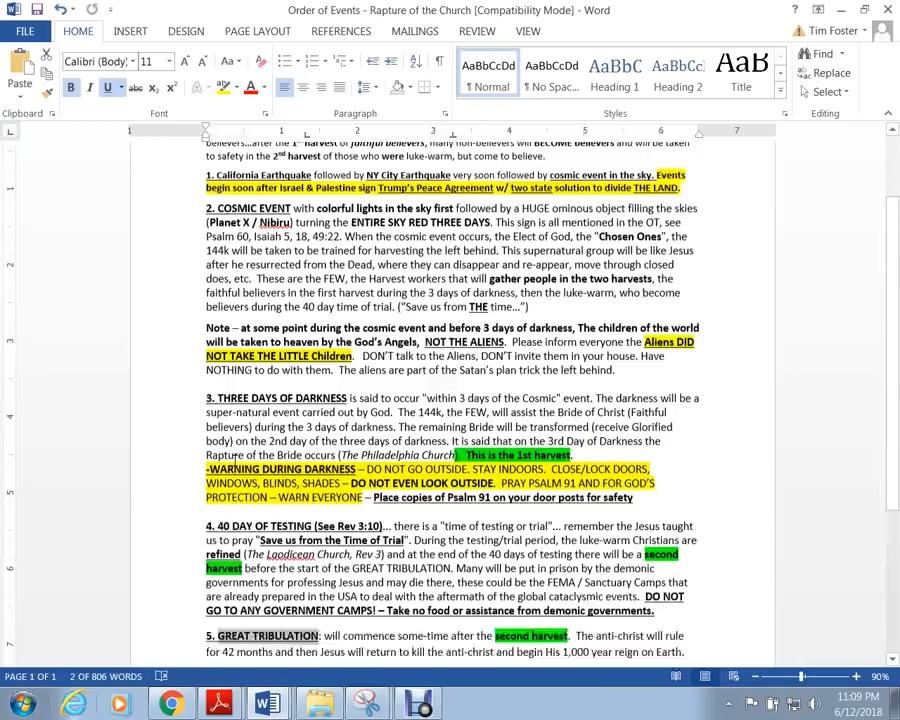 Order of Events - Rapture of the Church [Compatibility Mode] - Word
FILE HOME INSERT DESIGN PAGE LAYOUT REFERENCES MAILINGS REVIEW VIEW Tim Foster
Paste
Calibri (Body) 11
AaBbCcDd AaBbCcDd AaBbC AaBbCc AaB
¶ Normal ¶ No Spac... Heading 1 Heading 2 Title
Find
Replace
Select
Clipboard Font Paragraph Styles Editing
believers...after the 1st harvest of faithful believers, many non-believers will BECOME believers and will be taken
to safety in the 2nd harvest of those who were luke-warm, but come to believe.
1. California Earthquake followed by NY City Earthquake very soon followed by cosmic event in the sky. Events
begin soon after Israel & Palestine sign Trump's Peace Agreement w/ two state solution to divide THE LAND.
2. COSMIC EVENT with colorful lights in the sky first followed by a HUGE ominous object filling the skies
(Planet X / Nibiru) turning the ENTIRE SKY RED THREE DAYS. This sign is all mentioned in the OT, see
Psalm 60, Isaiah 5, 18, 49:22. When the cosmic event occurs, the Elect of God, the "Chosen Ones", the
144k will be taken to be trained for harvesting the left behind. This supernatural group will be like Jesus
after he resurrected from the Dead, where they can disappear and re-appear, move through closed
does, etc. These are the FEW, the Harvest workers that will gather people in the two harvests, the
faithful believers in the first harvest during the 3 days of darkness, then the luke-warm, who become
believers during the 40 day time of trial. ("Save us from THE time...")
Note – at some point during the cosmic event and before 3 days of darkness, The children of the world
will be taken to heaven by the God's Angels, NOT THE ALIENS. Please inform everyone the Aliens DID
NOT TAKE THE LITTLE Children. DON'T talk to the Aliens, DON'T invite them in your house. Have
NOTHING to do with them. The aliens are part of the Satan's plan trick the left behind.
3. THREE DAYS OF DARKNESS is said to occur "within 3 days of the Cosmic" event. The darkness will be a
super-natural event carried out by God. The 144k, the FEW, will assist the Bride of Christ (Faithful
believers) during the 3 days of darkness. The remaining Bride will be transformed (receive Glorified
body) on the 2nd day of the three days of darkness. It is said that on the 3rd Day of Darkness the
Rapture of the Bride occurs (The Philadelphia Church). This is the 1st harvest.
-WARNING DURING DARKNESS – DO NOT GO OUTSIDE. STAY INDOORS. CLOSE/LOCK DOORS,
WINDOWS, BLINDS, SHADES – DO NOT EVEN LOOK OUTSIDE. PRAY PSALM 91 AND FOR GOD'S
PROTECTION – WARN EVERYONE – Place copies of Psalm 91 on your door posts for safety
4. 40 DAY OF TESTING (See Rev 3:10)... there is a "time of testing or trial"... remember the Jesus taught
us to pray "Save us from the Time of Trial". During the testing/trial period, the luke-warm Christians are
refined (The Laodicean Church, Rev 3) and at the end of the 40 days of testing there will be a second
harvest before the start of the GREAT TRIBULATION. Many will be put in prison by the demonic
governments for professing Jesus and may die there, these could be the FEMA / Sanctuary Camps that
are already prepared in the USA to deal with the aftermath of the global cataclysmic events. DO NOT
GO TO ANY GOVERNMENT CAMPS! – Take no food or assistance from demonic governments.
5. GREAT TRIBULATION: will commence some-time after the second harvest. The anti-christ will rule
for 42 months and then Jesus will return to kill the anti-christ and begin His 1,000 year reign on Earth.
PAGE 1 OF 1 2 OF 806 WORDS 90%
11:09 PM
6/12/2018